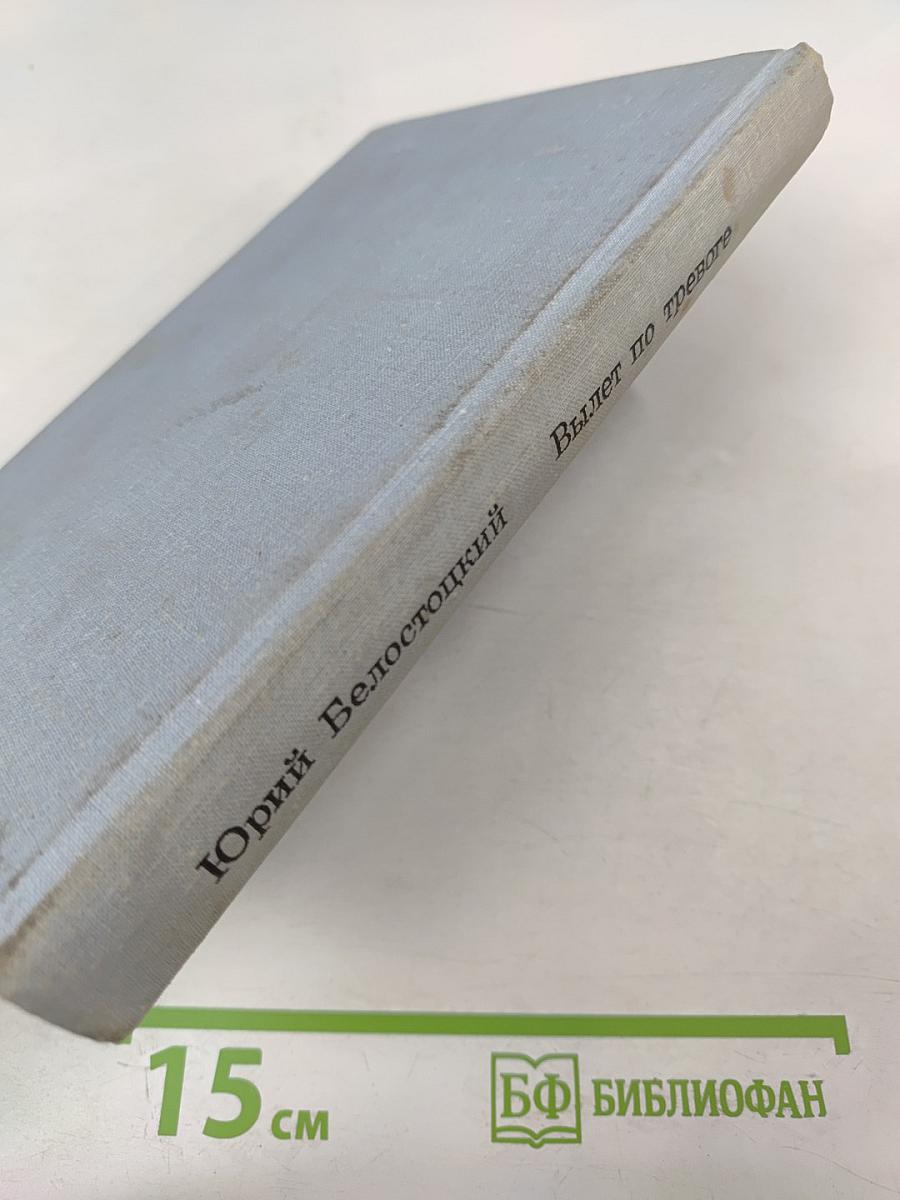 Юрий Белостоцкий Вылет по тревоге
15 см
БФ БИБЛИОФАН